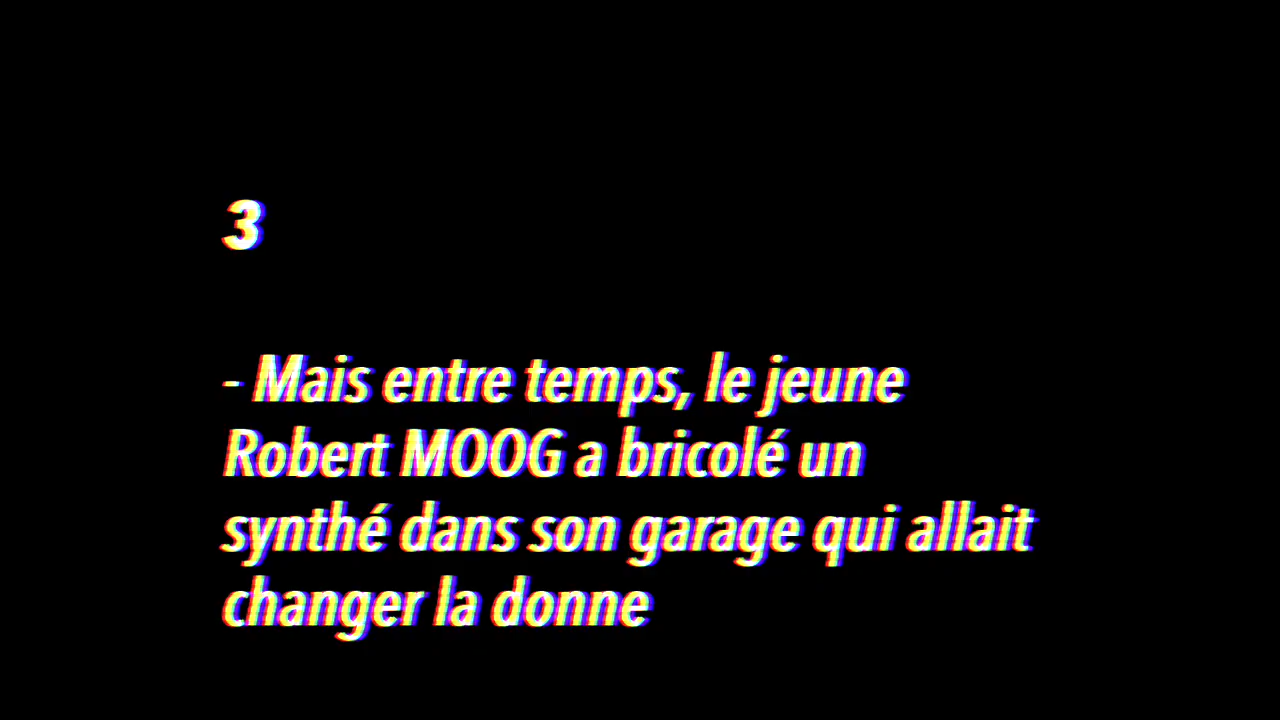 3
- Mais entre temps, le jeune
Robert MOOG a bricolé un
synthé dans son garage qui allait
changer la donne